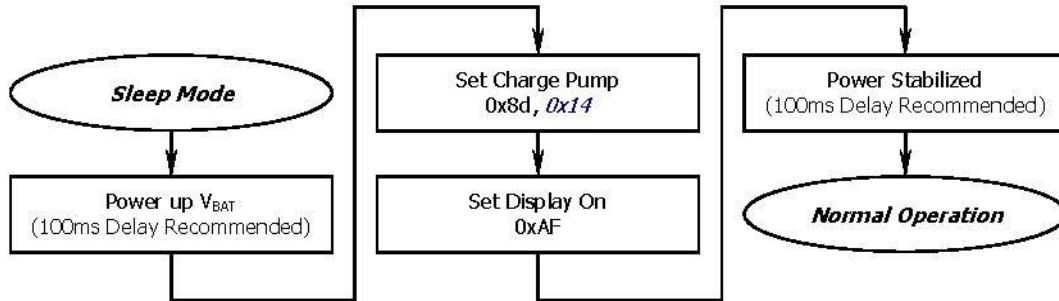 Sleep Mode
Power up VBAT
(100ms Delay Recommended)
Set Charge Pump
0x8d, 0x14
Set Display On
0xAF
Power Stabilized
(100ms Delay Recommended)
Normal Operation